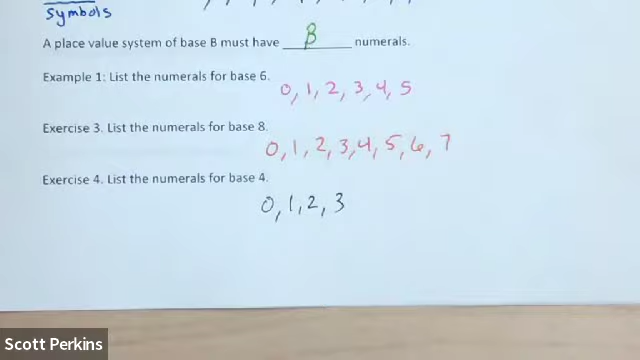 symbols
A place value system of base B must have B numerals.
Example 1: List the numerals for base 6.
0, 1, 2, 3, 4, 5
Exercise 3. List the numerals for base 8.
0, 1, 2, 3, 4, 5, 6, 7
Exercise 4. List the numerals for base 4.
0, 1, 2, 3
Scott Perkins